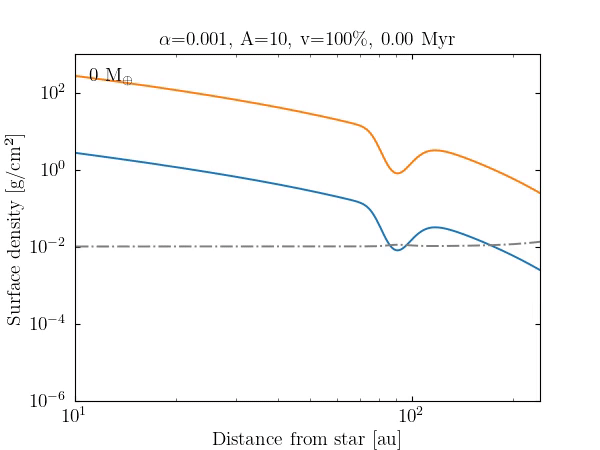 α=0.001, A=10, v=100%, 0.00 Myr
0 M⊕
10²
10⁰
10⁻²
10⁻⁴
10⁻⁶
Surface density [g/cm²]
10¹
10²
Distance from star [au]